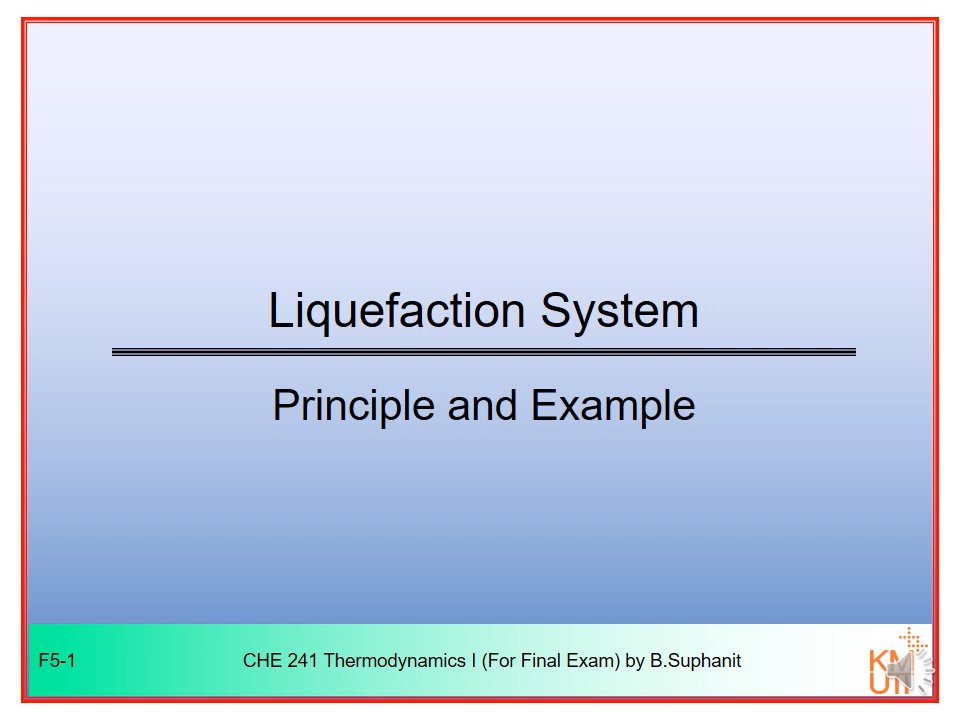 Liquefaction System
Principle and Example
F5-1
CHE 241 Thermodynamics I (For Final Exam) by B.Suphanit